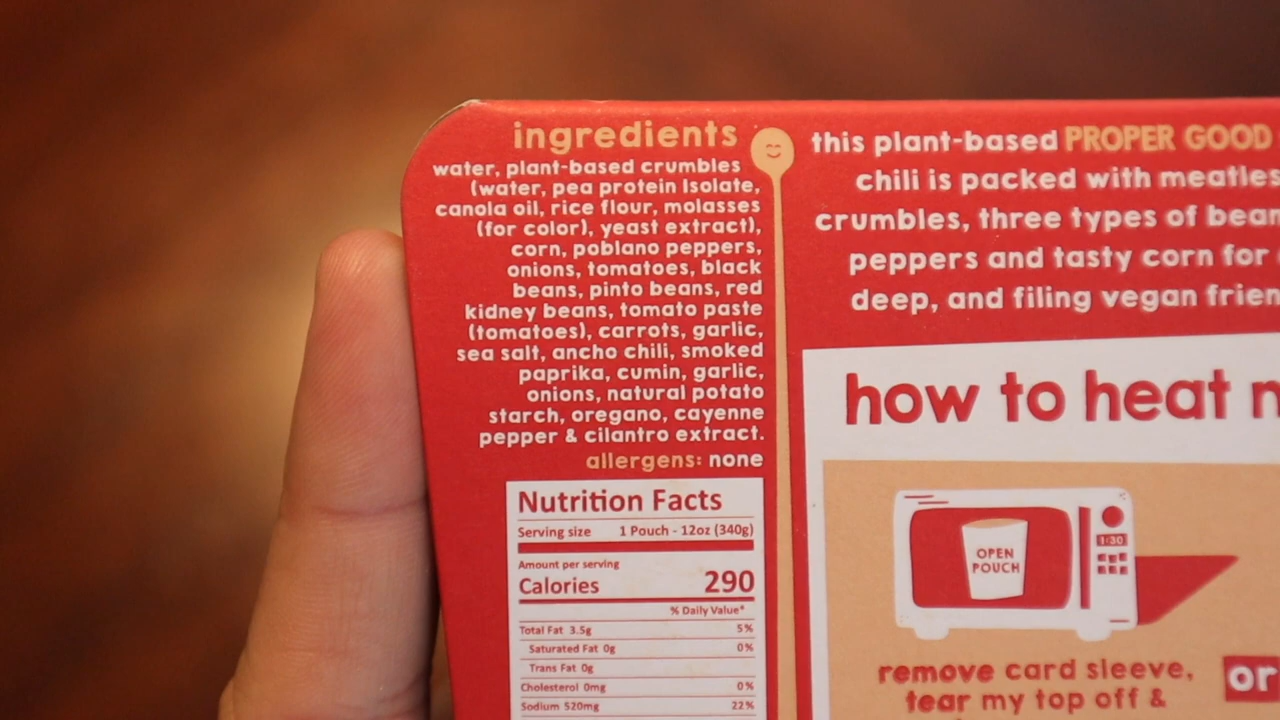 ingredients
water, plant-based crumbles
(water, pea protein Isolate,
canola oil, rice flour, molasses
(for color), yeast extract),
corn, poblano peppers,
onions, tomatoes, black
beans, pinto beans, red
kidney beans, tomato paste
(tomatoes), carrots, garlic,
sea salt, ancho chili, smoked
paprika, cumin, garlic,
onions, natural potato
starch, oregano, cayenne
pepper & cilantro extract.
allergens: none
Nutrition Facts
Serving size 1 Pouch - 12oz (340g)
Amount per serving
Calories 290
% Daily Value*
Total Fat 3.5g 5%
Saturated Fat 0g 0%
Trans Fat 0g
Cholesterol 0mg 0%
Sodium 520mg 22%
this plant-based PROPER GOOD
chili is packed with
crumbles, three types of
peppers and tasty corn for
deep, and filing vegan
how to heat
OPEN
POUCH
1:30
remove card sleeve,
tear my top off &
or